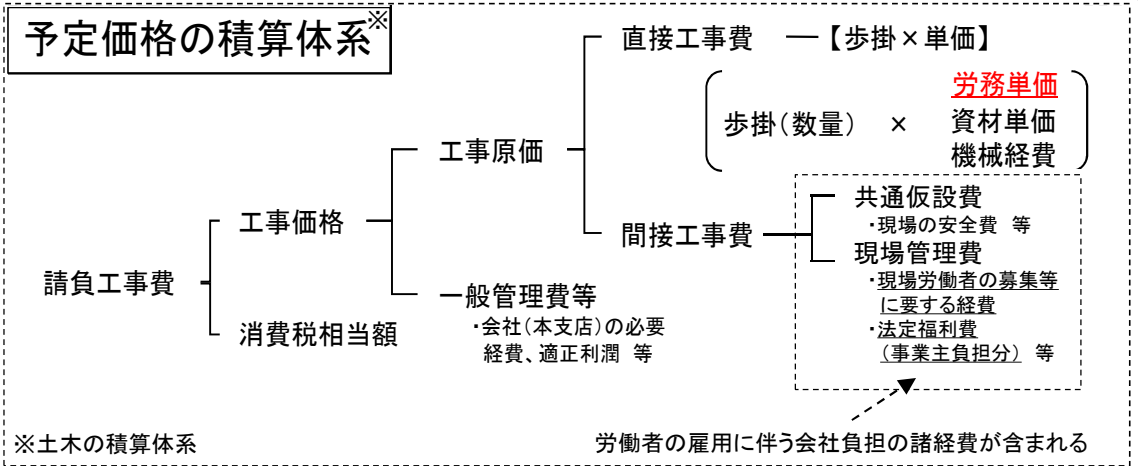 予定価格の積算体系※
直接工事費 ―【歩掛×単価】
労務単価
歩掛(数量) × 資材単価
機械経費
工事原価
共通仮設費
・現場の安全費 等
工事価格
間接工事費
現場管理費
・現場労働者の募集等
に要する経費
・法定福利費
(事業主負担分) 等
請負工事費
一般管理費等
・会社(本支店)の必要
経費、適正利潤 等
消費税相当額
※土木の積算体系
労働者の雇用に伴う会社負担の諸経費が含まれる